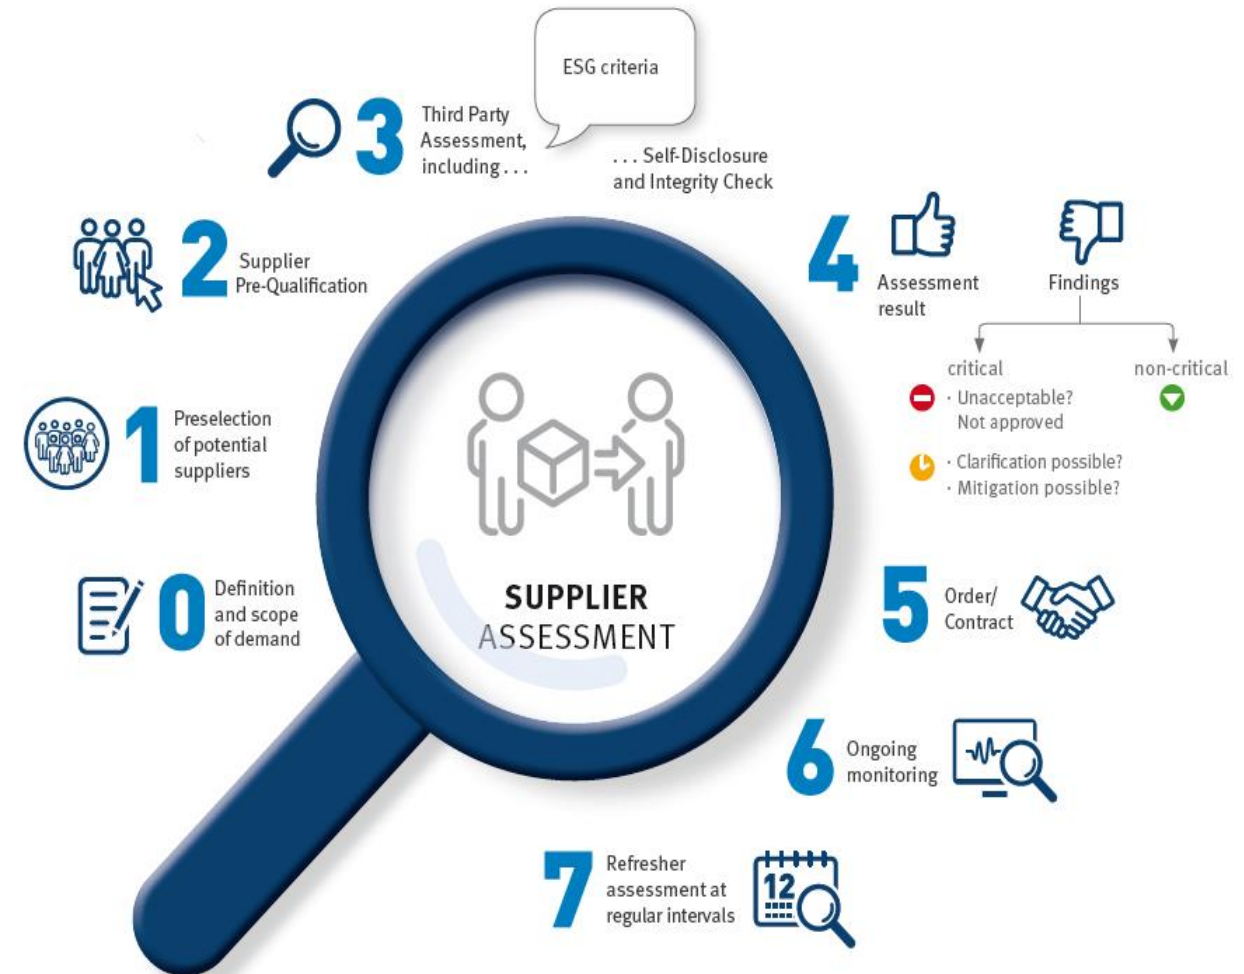 0
Definition
and scope
of demand
1
Preselection
of potential
suppliers
2
Supplier
Pre-Qualification
3
Third Party
Assessment,
including . . .
ESG criteria
. . . Self-Disclosure
and Integrity Check
4
Assessment
result
Findings
critical
· Unacceptable?
Not approved
· Clarification possible?
· Mitigation possible?
non-critical
5
Order/
Contract
6
Ongoing
monitoring
7
Refresher
assessment at
regular intervals
12
SUPPLIER
ASSESSMENT